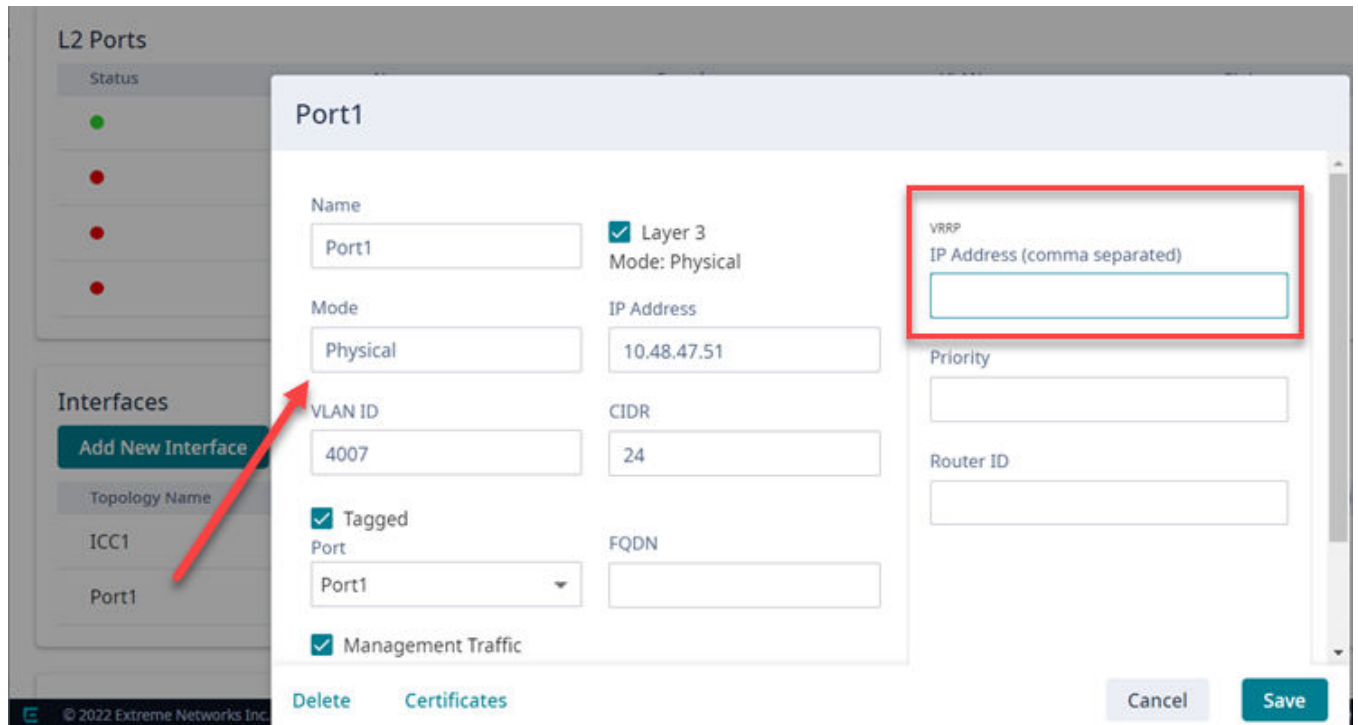 L2 Ports
Status
Port1
Name
Port1
Layer 3
Mode: Physical
Mode
Physical
IP Address
10.48.47.51
VLAN ID
4007
CIDR
24
Tagged
Port
Port1
FQDN
Management Traffic
VRRP
IP Address (comma separated)
Priority
Router ID
Interfaces
Add New Interface
Topology Name
ICC1
Port1
Delete
Certificates
Cancel
Save
© 2022 Extreme Networks Inc.